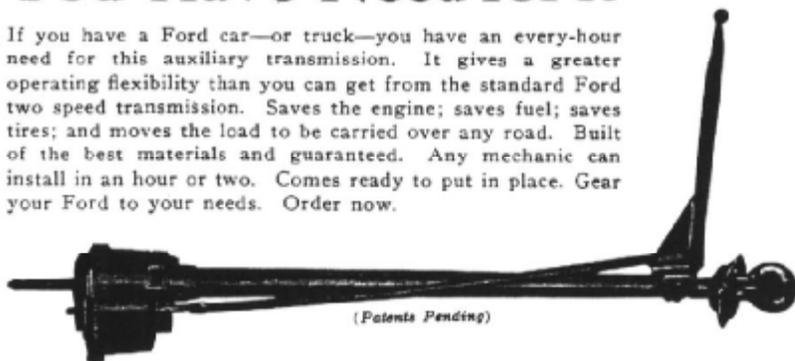 If you have a Ford car—or truck—you have an every-hour
need for this auxiliary transmission. It gives a greater
operating flexibility than you can get from the standard Ford
two speed transmission. Saves the engine; saves fuel; saves
tires; and moves the load to be carried over any road. Built
of the best materials and guaranteed. Any mechanic can
install in an hour or two. Comes ready to put in place. Gear
your Ford to your needs. Order now.
(Patents Pending)